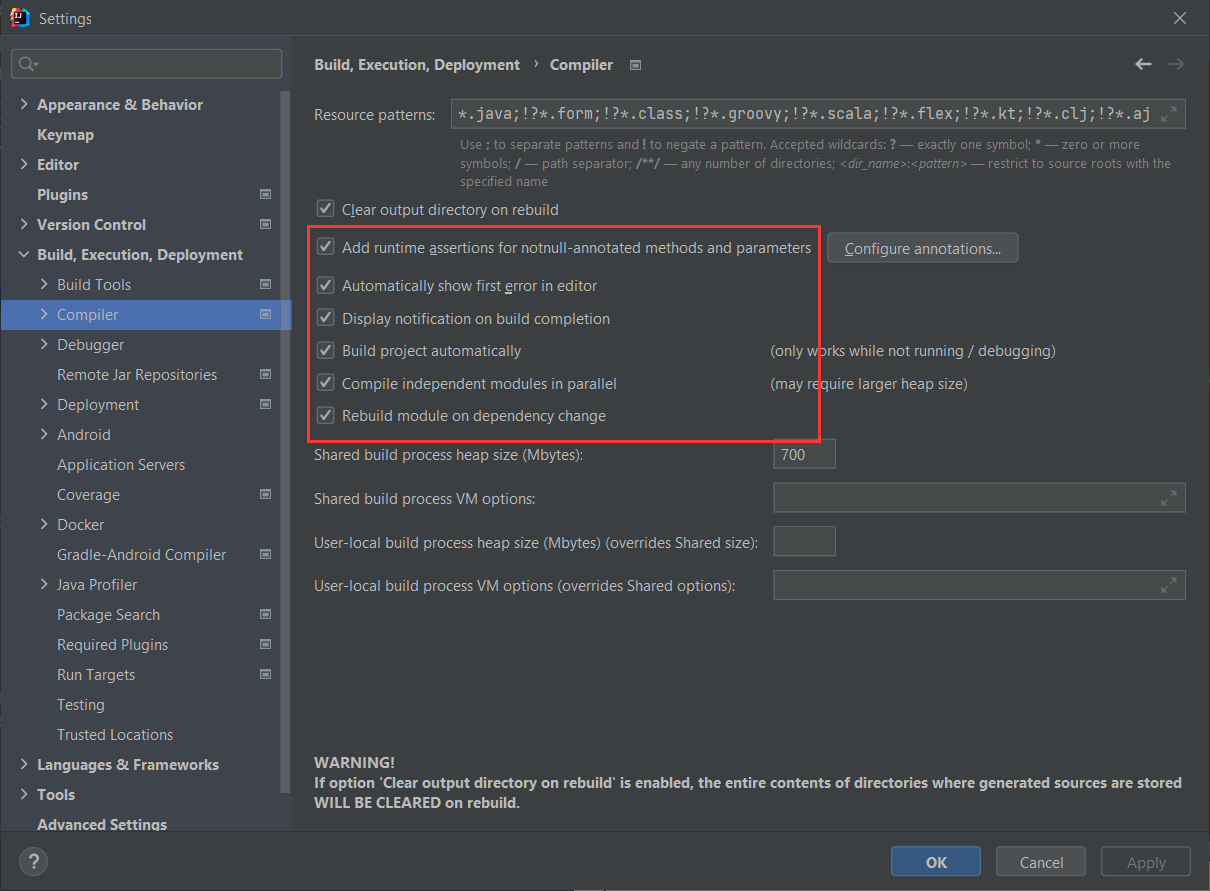 Settings
Appearance & Behavior
Keymap
Editor
Plugins
Version Control
Build, Execution, Deployment
Build Tools
Compiler
Debugger
Remote Jar Repositories
Deployment
Android
Application Servers
Coverage
Docker
Gradle-Android Compiler
Java Profiler
Package Search
Required Plugins
Run Targets
Testing
Trusted Locations
Languages & Frameworks
Tools
Advanced Settings
Build, Execution, Deployment › Compiler
Resource patterns: *.java;!?*.form;!?*.class;!?*.groovy;!?*.scala;!?*.flex;!?*.kt;!?*.clj;!?*.aj
Use ; to separate patterns and ! to negate a pattern. Accepted wildcards: ? — exactly one symbol; * — zero or more
symbols; / — path separator; /**/ — any number of directories; <dir_name>:<pattern> — restrict to source roots with the
specified name
Clear output directory on rebuild
Add runtime assertions for notnull-annotated methods and parameters Configure annotations...
Automatically show first error in editor
Display notification on build completion
Build project automatically (only works while not running / debugging)
Compile independent modules in parallel (may require larger heap size)
Rebuild module on dependency change
Shared build process heap size (Mbytes): 700
Shared build process VM options:
User-local build process heap size (Mbytes) (overrides Shared size):
User-local build process VM options (overrides Shared options):
WARNING!
If option 'Clear output directory on rebuild' is enabled, the entire contents of directories where generated sources are stored
WILL BE CLEARED on rebuild.
? OK Cancel Apply